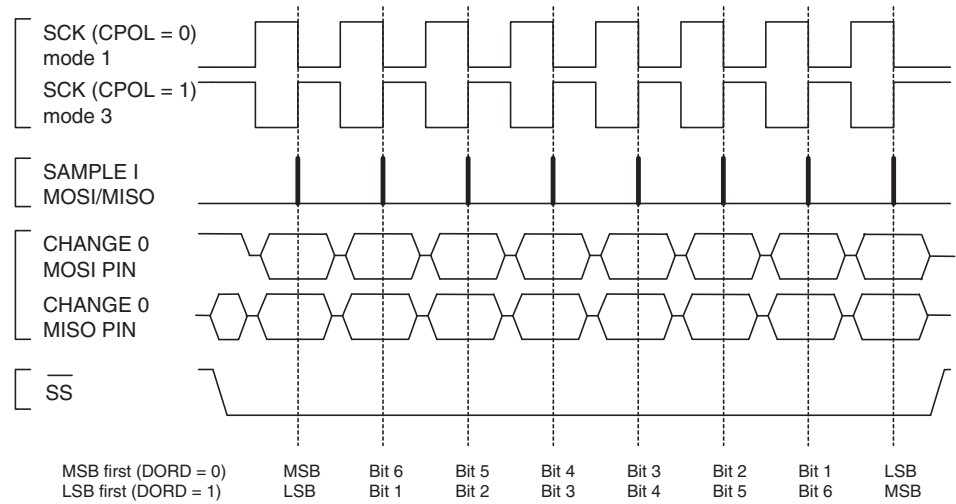 SCK (CPOL = 0)
mode 1
SCK (CPOL = 1)
mode 3
SAMPLE I
MOSI/MISO
CHANGE 0
MOSI PIN
CHANGE 0
MISO PIN
SS
MSB first (DORD = 0) MSB Bit 6 Bit 5 Bit 4 Bit 3 Bit 2 Bit 1 LSB
LSB first (DORD = 1) LSB Bit 1 Bit 2 Bit 3 Bit 4 Bit 5 Bit 6 MSB